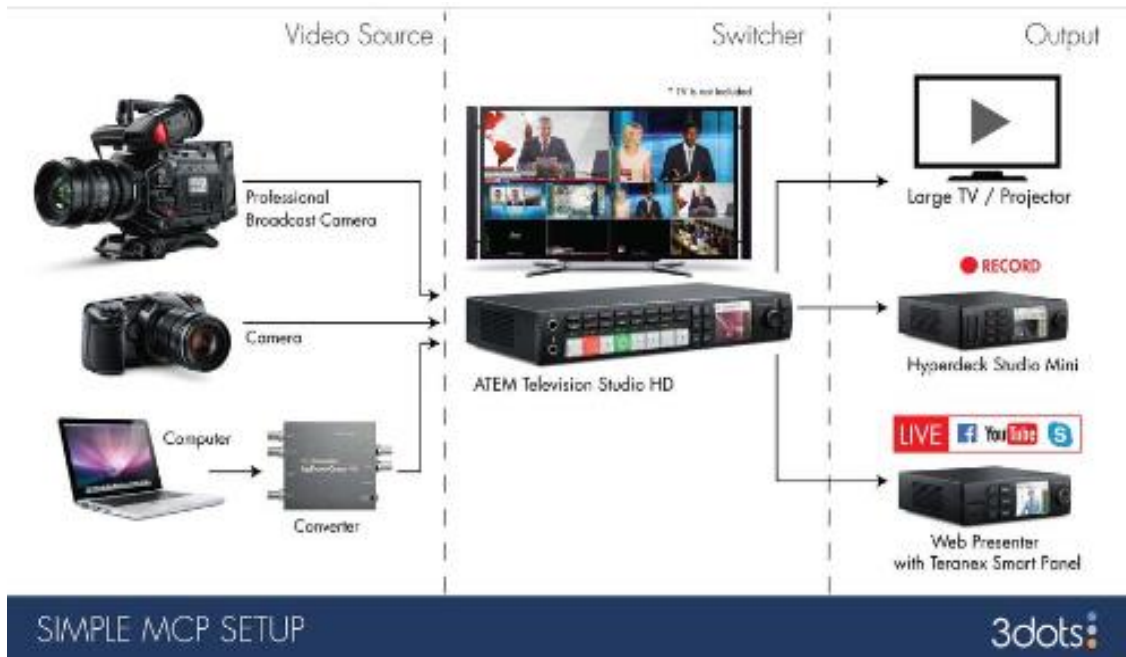 Video Source
Switcher
Output
* TV is not included
Professional
Broadcast Camera
Large TV / Projector
RECORD
Camera
ATEM Television Studio HD
Hyperdeck Studio Mini
Computer
LIVE f YouTube S
Converter
Web Presenter
with Teranex Smart Panel
SIMPLE MCP SETUP
3dots